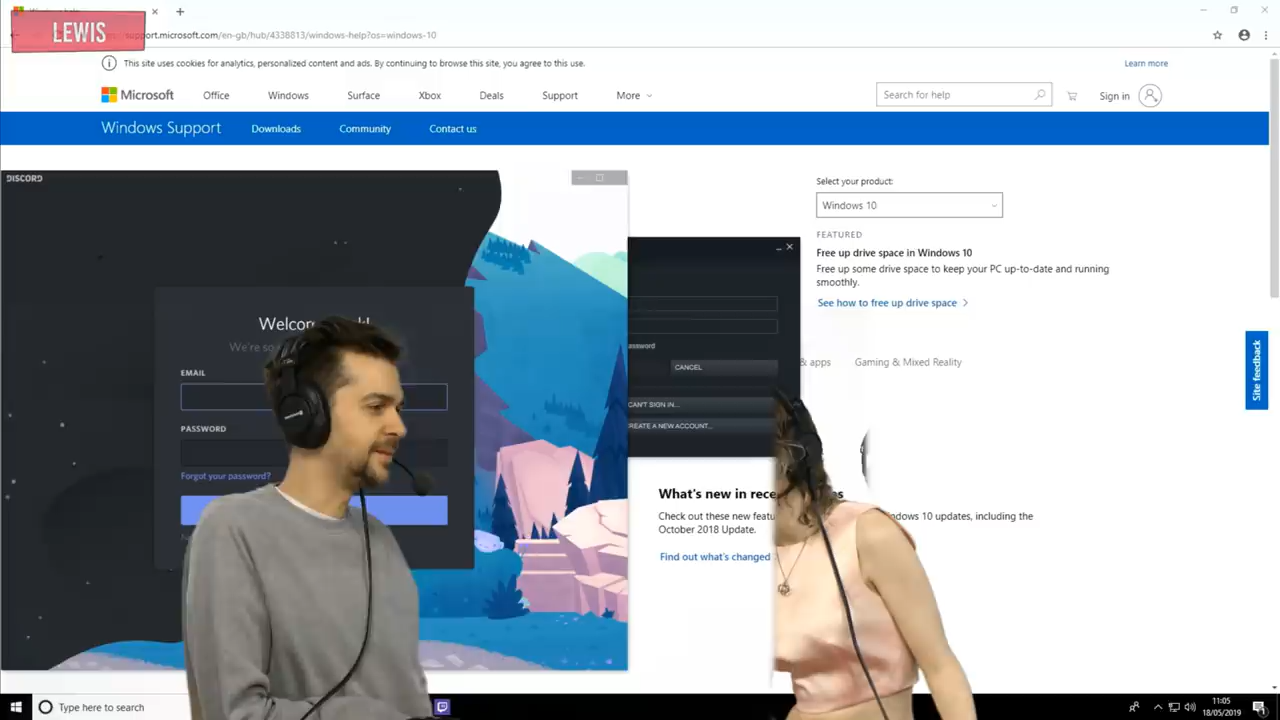 LEWIS
support.microsoft.com/en-gb/hub/4338813/windows-help?os=windows-10
This site uses cookies for analytics, personalized content and ads. By continuing to browse this site, you agree to this use.
Learn more
Microsoft
Office
Windows
Surface
Xbox
Deals
Support
More
Search for help
Sign in
Windows Support
Downloads
Community
Contact us
DISCORD
EMAIL
PASSWORD
Forgot your password?
CANCEL
CAN'T SIGN IN...
CREATE A NEW ACCOUNT...
Select your product:
Windows 10
FEATURED
Free up drive space in Windows 10
Free up some drive space to keep your PC up-to-date and running
smoothly.
See how to free up drive space
& apps
Gaming & Mixed Reality
What's new in
Check out these new
10 updates, including the
October 2018 Update.
Find out what's changed
Site feedback
Type here to search
11:05
18/05/2019